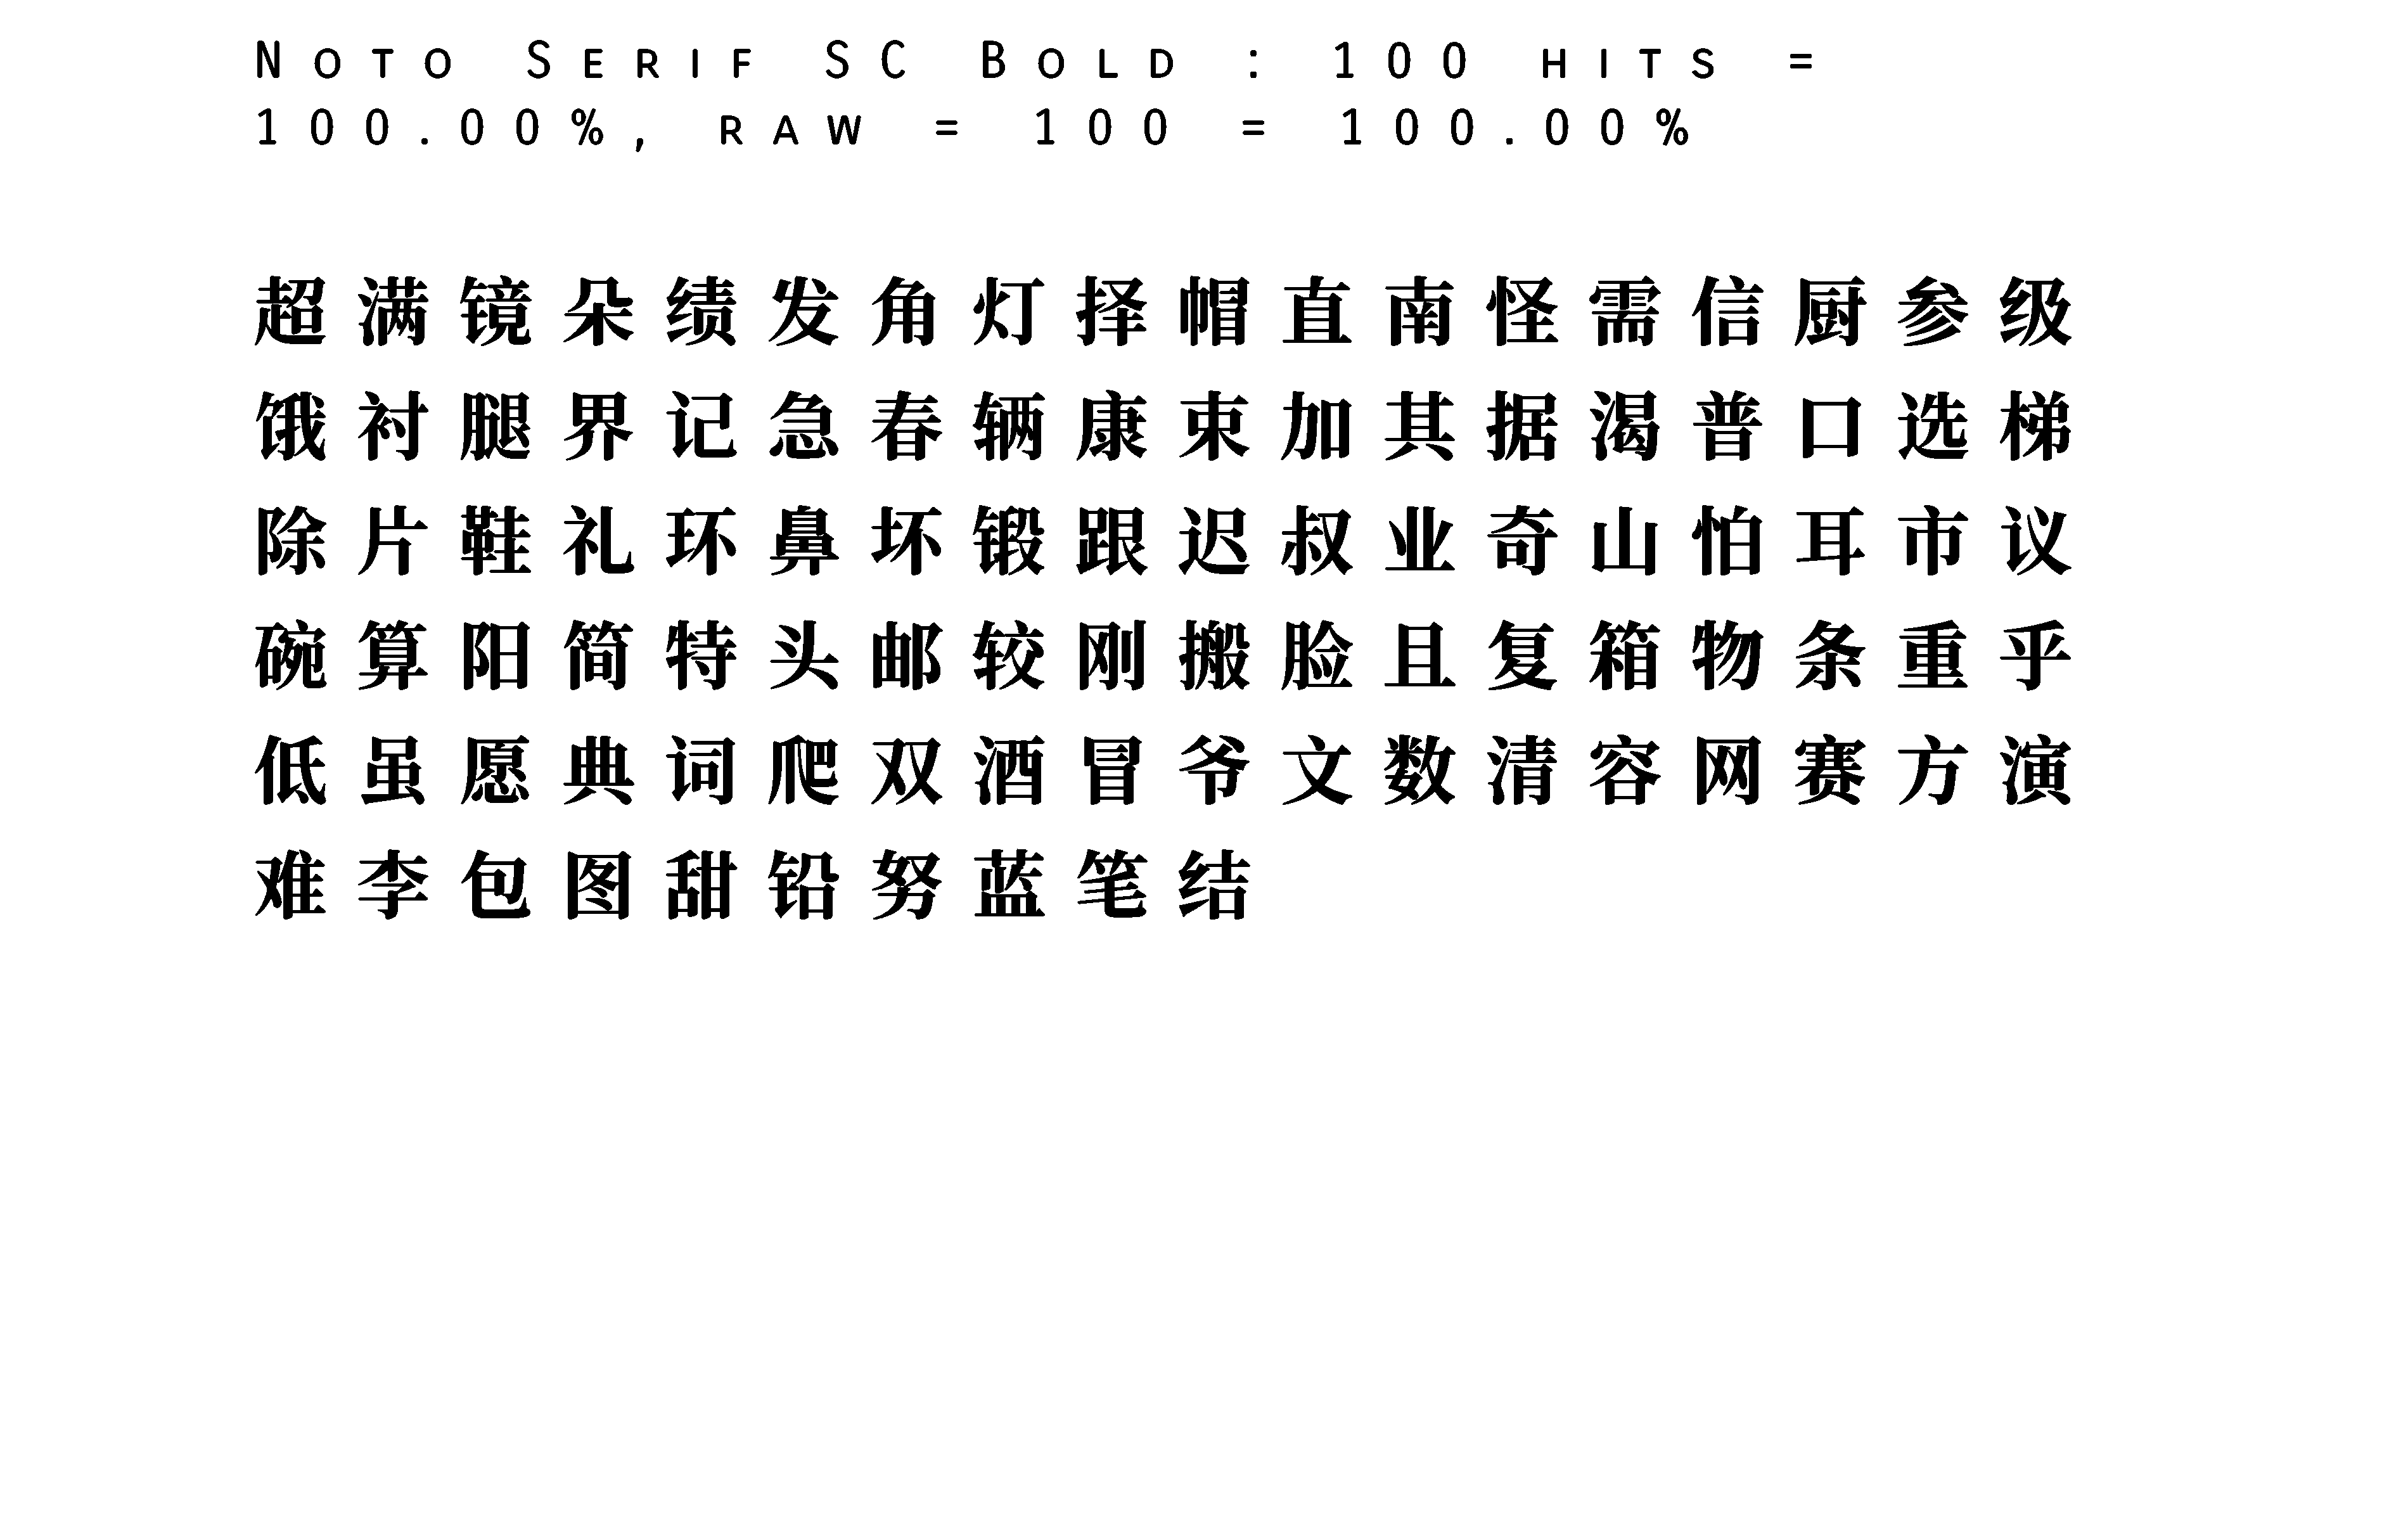 Noto Serif SC Bold : 100 hits =
100.00%, raw = 100 = 100.00%
超满镜朵绩发角灯择帽直南怪需信厨参级
饿衬腿界记急春辆康束加其据渴普口选梯
除片鞋礼环鼻坏锻跟迟叔业奇山怕耳市议
碗算阳简特头邮较刚搬脸且复箱物条重乎
低虽愿典词爬双酒冒爷文数清容网赛方演
难李包图甜铅努蓝笔结